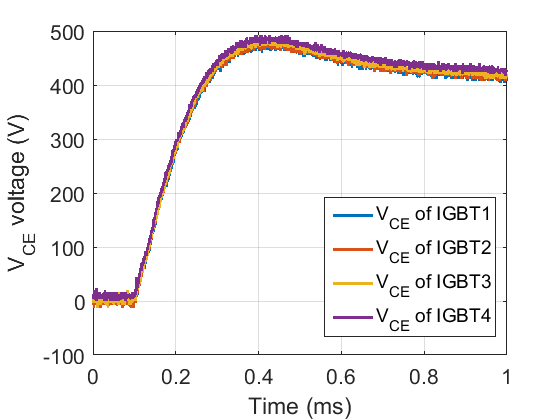 500
400
300
200
100
0
-100
V_CE voltage (V)
V_CE of IGBT1
V_CE of IGBT2
V_CE of IGBT3
V_CE of IGBT4
0 0.2 0.4 0.6 0.8 1
Time (ms)